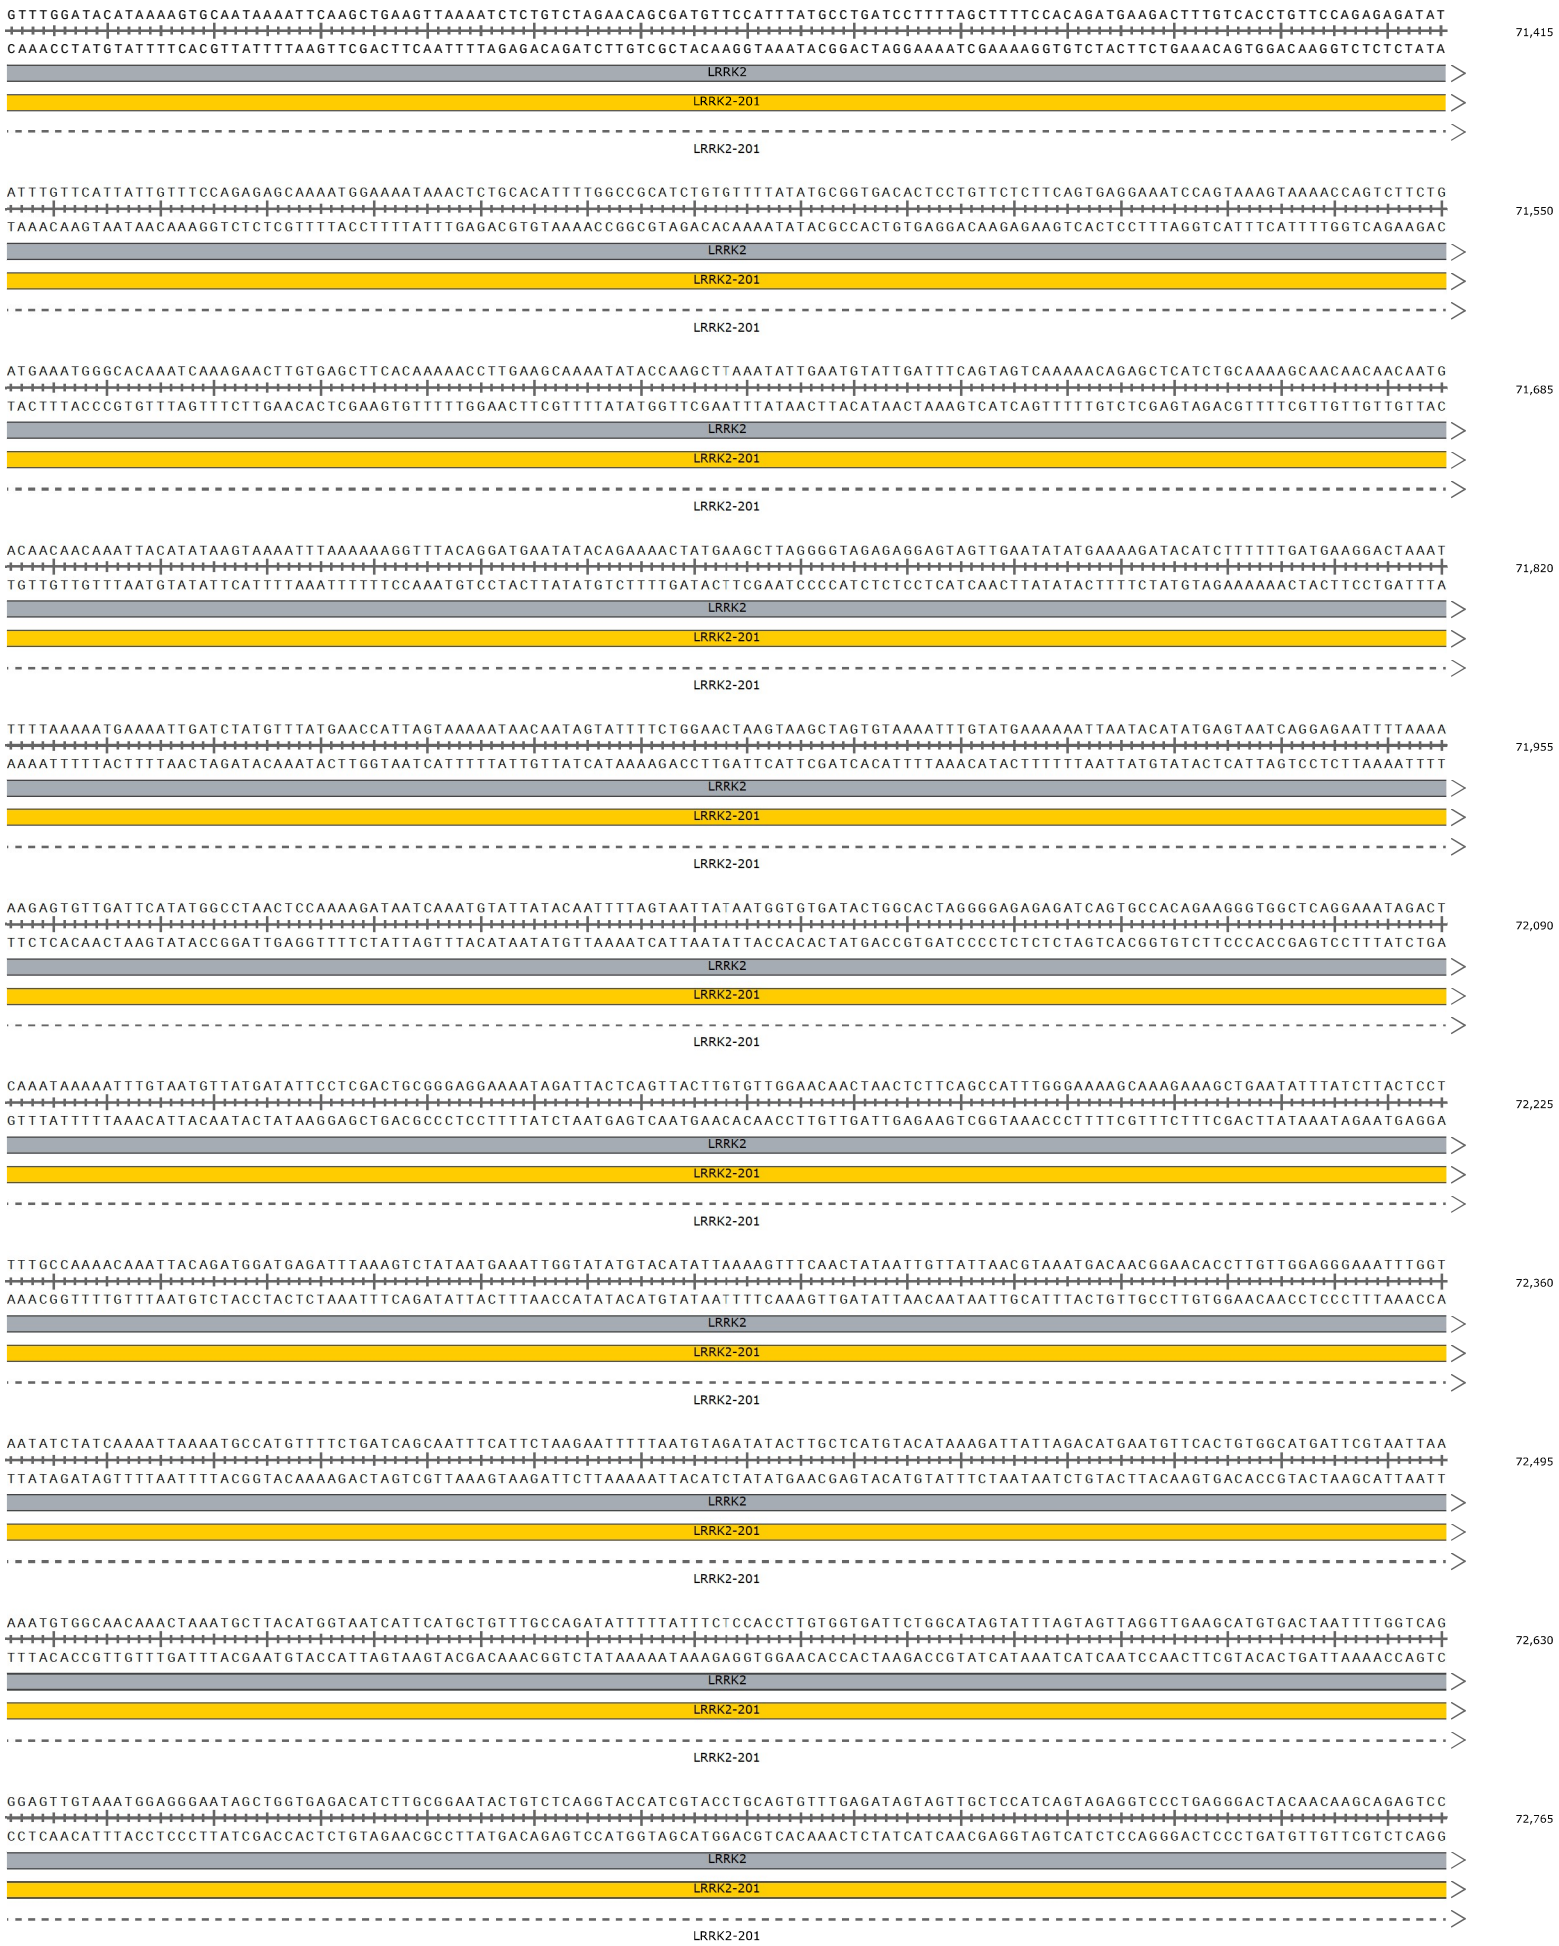 GTTTGGATACATAAAAGTGCAATAAAATTCAAGCTGAAGTTAAAATCTCTGTCTAGAACAGCGATGTTCCATTTATGCCTGATCCTTTTAGCTTTTCCACAGATGAAGACTTTGTCACCTGTTCCAGAGAGATAT
71,415
CAAACCTATGTATTTTCACGTTATTTTAAGTTCGACTTCAATTTTAGAGACAGATCTTGTCGCTACAAGGTAAATACGGACTAGGAAAATCGAAAAGGTGTCTACTTCTGAAACAGTGGACAAGGTCTCTCTATA
LRRK2
LRRK2-201
LRRK2-201
ATTTGTTCATTATTGTTTCCAGAGAGCAAAATGGAAAATAAACTCTGCACATTTTGGCCGCATCTGTGTTTTATATGCGGTGACACTCCTGTTCTCTTCAGTGAGGAAATCCAGTAAAGTAAAACCAGTCTTCTG
71,550
TAAACAAGTAATAACAAAGGTCTCTCGTTTTACCTTTTATTTGAGACGTGTAAAACCGGCGTAGACACAAAATATACGCCACTGTGAGGACAAGAGAAGTCACTCCTTTAGGTCATTTCATTTTGGTCAGAAGAC
LRRK2
LRRK2-201
LRRK2-201
ATGAAATGGGCACAAATCAAAGAACTTGTGAGCTTCACAAAAACCTTGAAGCAAAATATACCAAGCTTAAATATTGAATGTATTGATTTCAGTAGTCAAAAACAGAGCTCATCTGCAAAAGCAACAACAACAATG
71,685
TACTTTACCCGTGTTTAGTTTCTTGAACACTCGAAGTGTTTTTGGAACTTCGTTTTATATGGTTCGAATTTATAACTTACATAACTAAAGTCATCAGTTTTTGTCTCGAGTAGACGTTTTCGTTGTTGTTGTTAC
LRRK2
LRRK2-201
LRRK2-201
ACAACAACAAATTACATATAAGTAAAATTTAAAAAAGGTTTACAGGATGAATATACAGAAAACTATGAAGCTTAGGGGTAGAGAGGAGTAGTTGAATATATGAAAAGATACATCTTTTTTGATGAAGGACTAAAT
71,820
TGTTGTTGTTTAATGTATATTCATTTTAAATTTTTTCCAAATGTCCTACTTATATGTCTTTTGATACTTCGAATCCCCATCTCTCCTCATCAACTTATATACTTTTCTATGTAGAAAAAACTACTTCCTGATTTA
LRRK2
LRRK2-201
LRRK2-201
TTTTAAAAATGAAAATTGATCTATGTTTATGAACCATTAGTAAAAATAACAATAGTATTTTCTGGAACTAAGTAAGCTAGTGTAAAATTTGTATGAAAAAATTAATACATATGAGTAATCAGGAGAATTTTAAAA
71,955
AAAATTTTTACTTTTAACTAGATACAAATACTTGGTAATCATTTTTATTGTTATCATAAAAGACCTTGATTCATTCGATCACATTTTAAACATACTTTTTTAATTATGTATACTCATTAGTCCTCTTAAAATTTT
LRRK2
LRRK2-201
LRRK2-201
AAGAGTGTTGATTCATATGGCCTAACTCCAAAAGATAATCAAATGTATTATACAATTTTAGTAATTATAATGGTGTGATACTGGCACTAGGGGAGAGAGATCAGTGCCACAGAAGGGTGGCTCAGGAAATAGACT
72,090
TTCTCACAACTAAGTATACCGGATTGAGGTTTTCTATTAGTTTACATAATATGTTAAAATCATTAATATTACCACACTATGACCGTGATCCCCTCTCTCTAGTCACGGTGTCTTCCCACCGAGTCCTTTATCTGA
LRRK2
LRRK2-201
LRRK2-201
CAAATAAAAATTTGTAATGTTATGATATTCCTCGACTGCGGGAGGAAAATAGATTACTCAGTTACTTGTGTTGGAACAACTAACTCTTCAGCCATTTGGGAAAAGCAAAGAAAGCTGAATATTTATCTTACTCCT
72,225
GTTTATTTTTAAACATTACAATACTATAAGGAGCTGACGCCCTCCTTTTATCTAATGAGTCAATGAACACAACCTTGTTGATTGAGAAGTCGGTAAACCCTTTTCGTTTCTTTCGACTTATAAATAGAATGAGGA
LRRK2
LRRK2-201
LRRK2-201
TTTGCCAAAACAAATTACAGATGGATGAGATTTAAAGTCTATAATGAAATTGGTATATGTACATATTAAAAGTTTCAACTATAATTGTTATTAACGTAAATGACAACGGAACACCTTGTTGGAGGGAAATTTGGT
72,360
AAACGGTTTTGTTTAATGTCTACCTACTCTAAATTTCAGATATTACTTTAACCATATACATGTATAATTTTCAAAGTTGATATTAACAATAATTGCATTTACTGTTGCCTTGTGGAACAACCTCCCTTTAAACCA
LRRK2
LRRK2-201
LRRK2-201
AATATCTATCAAAATTAAAATGCCATGTTTTCTGATCAGCAATTTCATTCTAAGAATTTTTAATGTAGATATACTTGCTCATGTACATAAAGATTATTAGACATGAATGTTCACTGTGGCATGATTCGTAATTAA
72,495
TTATAGATAGTTTTAATTTTACGGTACAAAAGACTAGTCGTTAAAGTAAGATTCTTAAAAATTACATCTATATGAACGAGTACATGTATTTCTAATAATCTGTACTTACAAGTGACACCGTACTAAGCATTAATT
LRRK2
LRRK2-201
LRRK2-201
AAATGTGGCAACAAACTAAATGCTTACATGGTAATCATTCATGCTGTTTGCCAGATATTTTTATTTCTCCACCTTGTGGTGATTCTGGCATAGTATTTAGTAGTTAGGTTGAAGCATGTGACTAATTTTGGTCAG
72,630
TTTACACCGTTGTTTGATTTACGAATGTACCATTAGTAAGTACGACAAACGGTCTATAAAAATAAAGAGGTGGAACACCACTAAGACCGTATCATAAATCATCAATCCAACTTCGTACACTGATTAAAACCAGTC
LRRK2
LRRK2-201
LRRK2-201
GGAGTTGTAAATGGAGGGAATAGCTGGTGAGACATCTTGCGGAATACTGTCTCAGGTACCATCGTACCTGCAGTGTTTGAGATAGTAGTTGCTCCATCAGTAGAGGTCCCTGAGGGACTACAACAAGCAGAGTCC
72,765
CCTCAACATTTACCTCCCTTATCGACCACTCTGTAGAACGCCTTATGACAGAGTCCATGGTAGCATGGACGTCACAAACTCTATCATCAACGAGGTAGTCATCTCCAGGGACTCCCTGATGTTGTTCGTCTCAGG
LRRK2
LRRK2-201
LRRK2-201